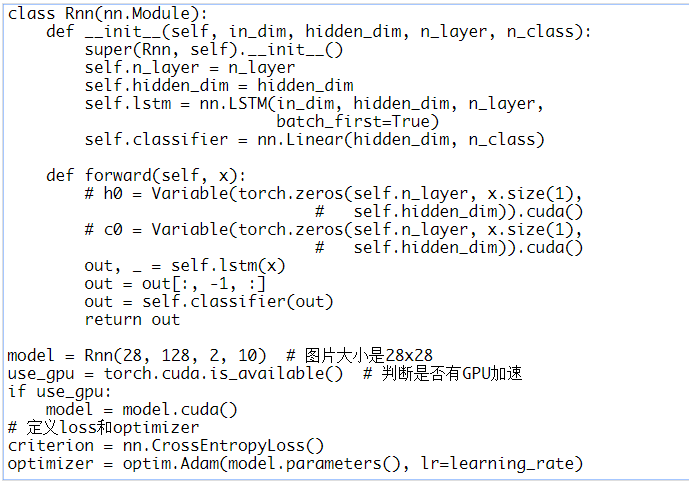 class Rnn(nn.Module):
    def __init__(self, in_dim, hidden_dim, n_layer, n_class):
        super(Rnn, self).__init__()
        self.n_layer = n_layer
        self.hidden_dim = hidden_dim
        self.lstm = nn.LSTM(in_dim, hidden_dim, n_layer,
                            batch_first=True)
        self.classifier = nn.Linear(hidden_dim, n_class)

    def forward(self, x):
        # h0 = Variable(torch.zeros(self.n_layer, x.size(1),
                                #   self.hidden_dim)).cuda()
        # c0 = Variable(torch.zeros(self.n_layer, x.size(1),
                                #   self.hidden_dim)).cuda()
        out, _ = self.lstm(x)
        out = out[:, -1, :]
        out = self.classifier(out)
        return out

model = Rnn(28, 128, 2, 10)  # 图片大小是28x28
use_gpu = torch.cuda.is_available()  # 判断是否有GPU加速
if use_gpu:
    model = model.cuda()
# 定义loss和optimizer
criterion = nn.CrossEntropyLoss()
optimizer = optim.Adam(model.parameters(), lr=learning_rate)